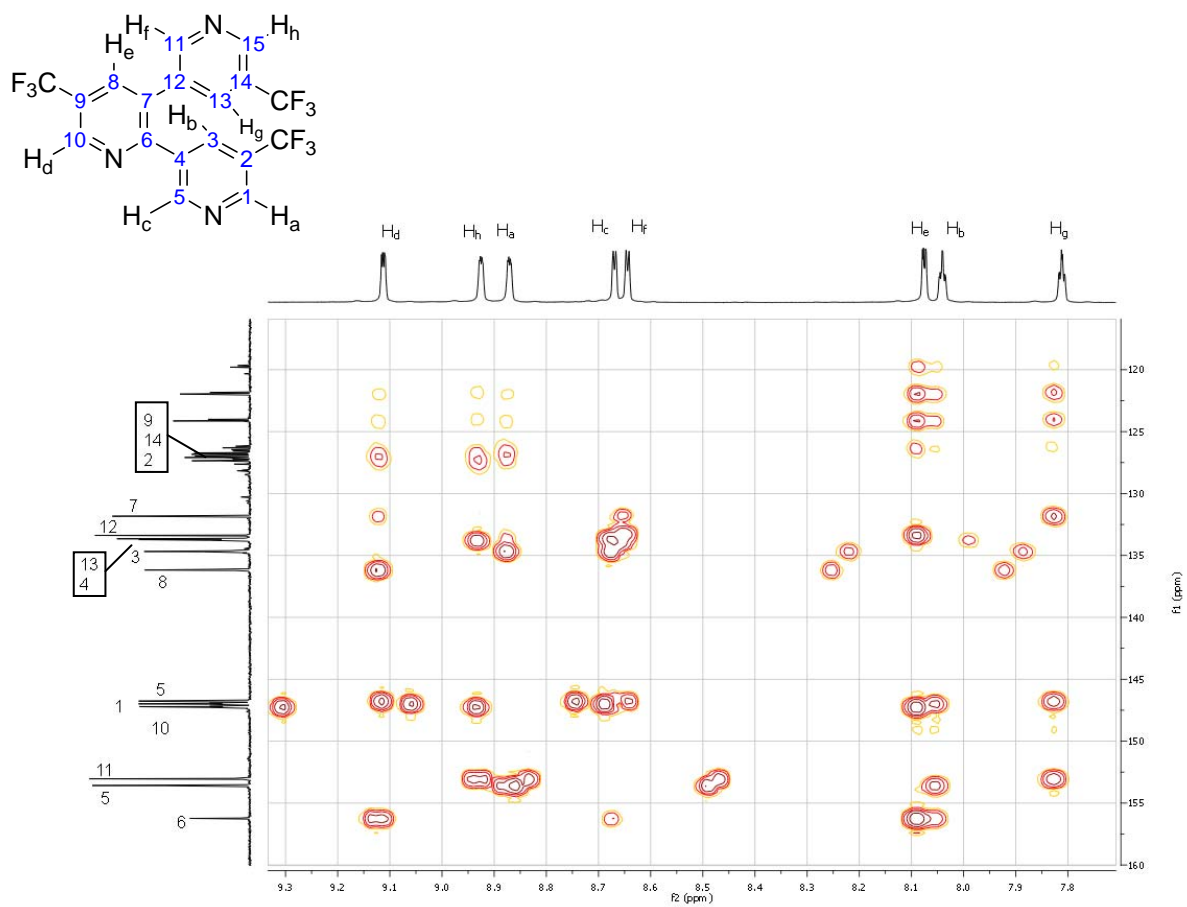 Hf N Hh
11 15
He
F3C 8 12 14
9 7 13 CF3
Hb Hg
10 6 3 CF3
Hd N 4 2
5 1
Hc N Ha
Hd Hh Ha Hc Hf He Hb Hg
9
14
2
7
12
13
4
3
8
5
1
10
11
5
6
120
125
130
135
140
145
150
155
160
f1 (ppm)
9.3 9.2 9.1 9.0 8.9 8.8 8.7 8.6 8.5 8.4 8.3 8.2 8.1 8.0 7.9 7.8
f2 (ppm)